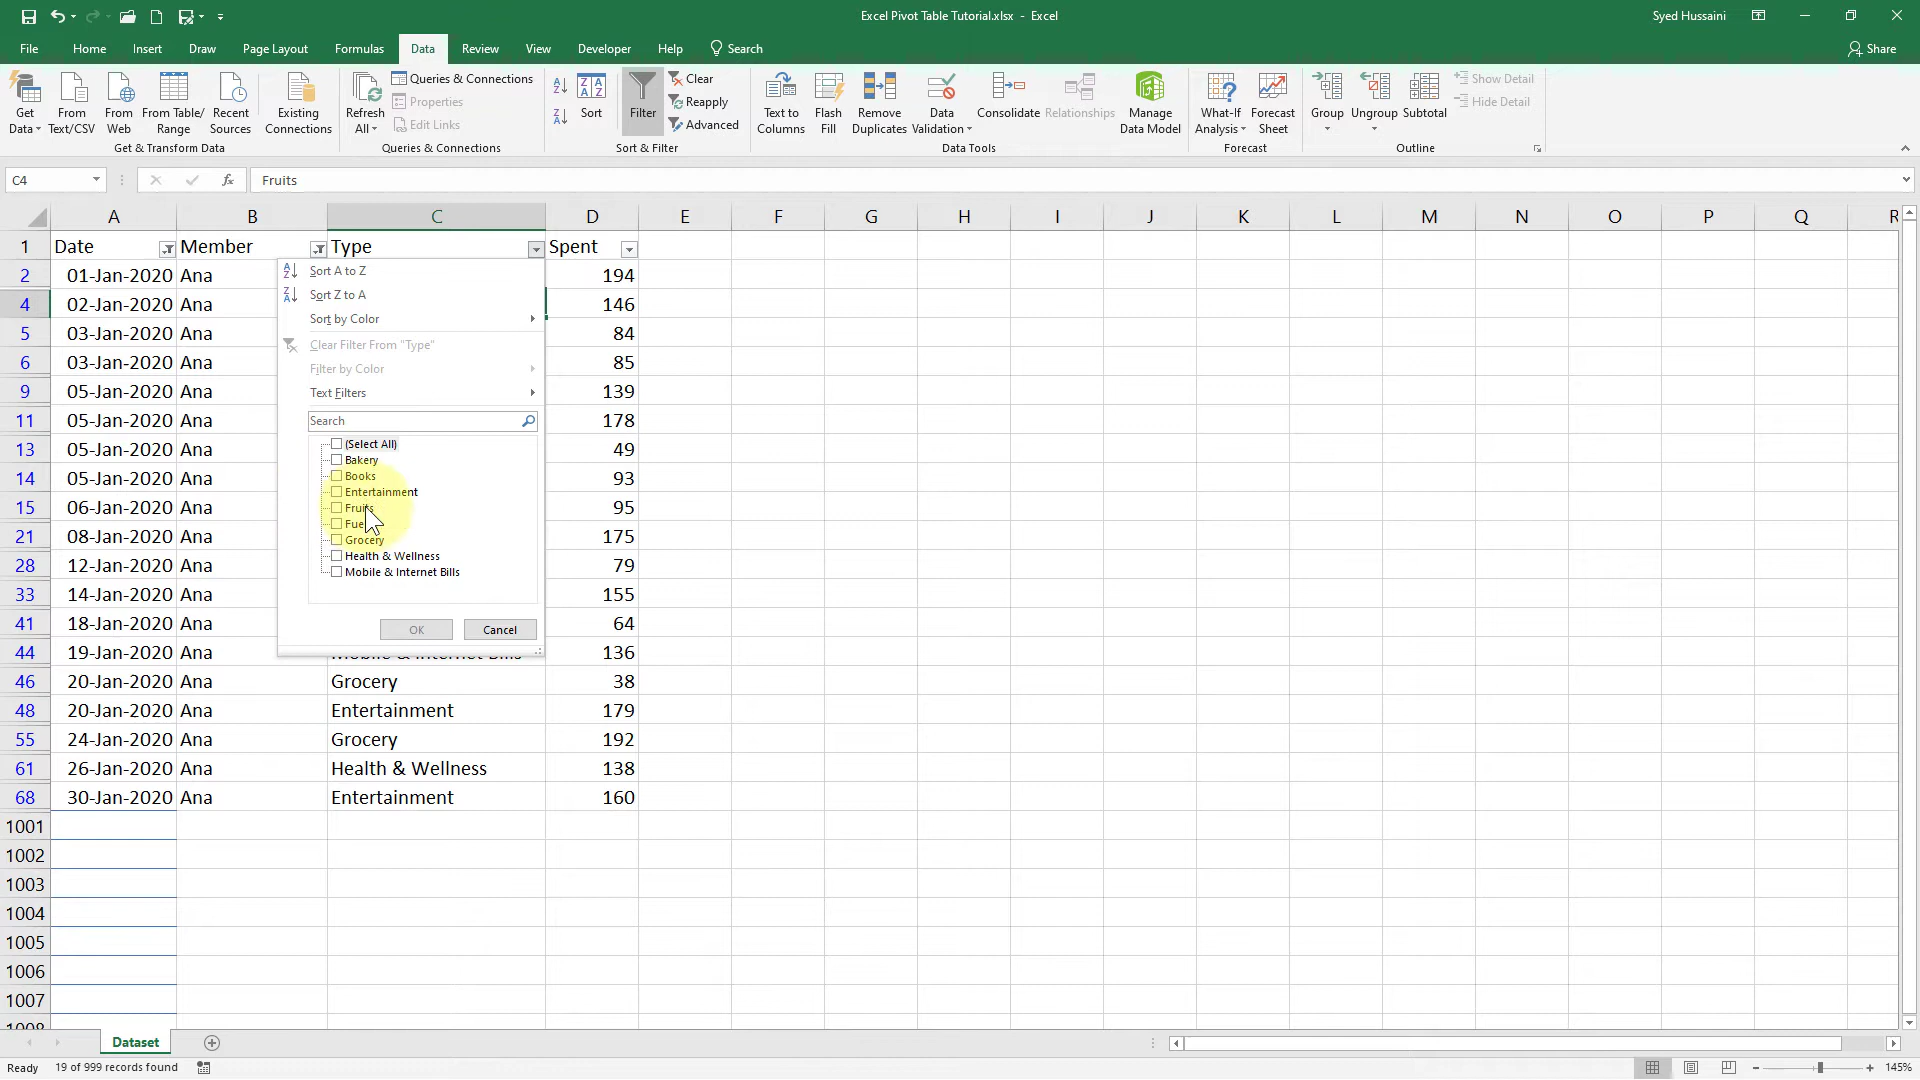 Excel Pivot Table Tutorial.xlsx - Excel
Syed Hussaini
File Home Insert Draw Page Layout Formulas Data Review View Developer Help Search Share
Get Data From Text/CSV From Web From Table/ Range Recent Sources Existing Connections
Get & Transform Data
Refresh All Queries & Connections Properties Edit Links
Queries & Connections
Sort Filter Clear Reapply Advanced
Sort & Filter
Text to Columns Flash Fill Remove Duplicates Data Validation Consolidate Relationships Manage Data Model
Data Tools
What-If Analysis Forecast Sheet
Forecast
Group Ungroup Subtotal Show Detail Hide Detail
Outline
C4 fx Fruits
A B C D E F G H I J K L M N O P Q R
1 Date Member Type Spent
2 01-Jan-2020 Ana 194
4 02-Jan-2020 Ana 146
5 03-Jan-2020 Ana 84
6 03-Jan-2020 Ana 85
9 05-Jan-2020 Ana 139
11 05-Jan-2020 Ana 178
13 05-Jan-2020 Ana 49
14 05-Jan-2020 Ana 93
15 06-Jan-2020 Ana 95
21 08-Jan-2020 Ana 175
28 12-Jan-2020 Ana 79
33 14-Jan-2020 Ana 155
41 18-Jan-2020 Ana 64
44 19-Jan-2020 Ana Mobile & Internet Bills 136
46 20-Jan-2020 Ana Grocery 38
48 20-Jan-2020 Ana Entertainment 179
55 24-Jan-2020 Ana Grocery 192
61 26-Jan-2020 Ana Health & Wellness 138
68 30-Jan-2020 Ana Entertainment 160
1001
1002
1003
1004
1005
1006
1007
1008
Sort A to Z
Sort Z to A
Sort by Color
Clear Filter From "Type"
Filter by Color
Text Filters
Search
(Select All)
Bakery
Books
Entertainment
Fruits
Grocery
Health & Wellness
Mobile & Internet Bills
OK Cancel
Dataset
Ready 19 of 999 records found 145%